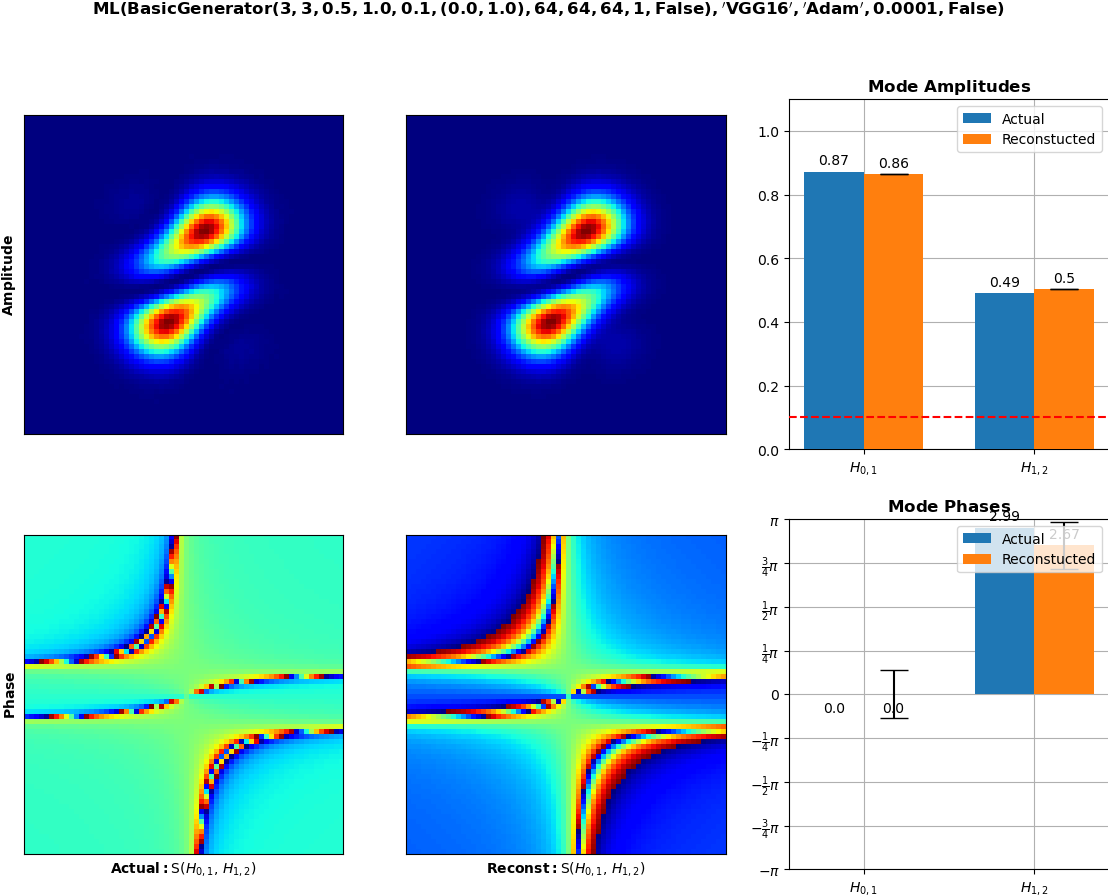 ML(BasicGenerator(3, 3, 0.5, 1.0, 0.1, (0.0, 1.0), 64, 64, 64, 1, False), 'VGG16', 'Adam', 0.0001, False)
Amplitude
Mode Amplitudes
Actual
Reconstucted
1.0
0.8
0.6
0.4
0.2
0.0
0.87
0.86
0.49
0.5
H0,1
H1,2
Phase
Actual: S(H0,1, H1,2)
Reconst: S(H0,1, H1,2)
Mode Phases
2.99
2.67
Actual
Reconstucted
π
3/4π
1/2π
1/4π
0
−1/4π
−1/2π
−3/4π
−π
0.0
0.0
H0,1
H1,2